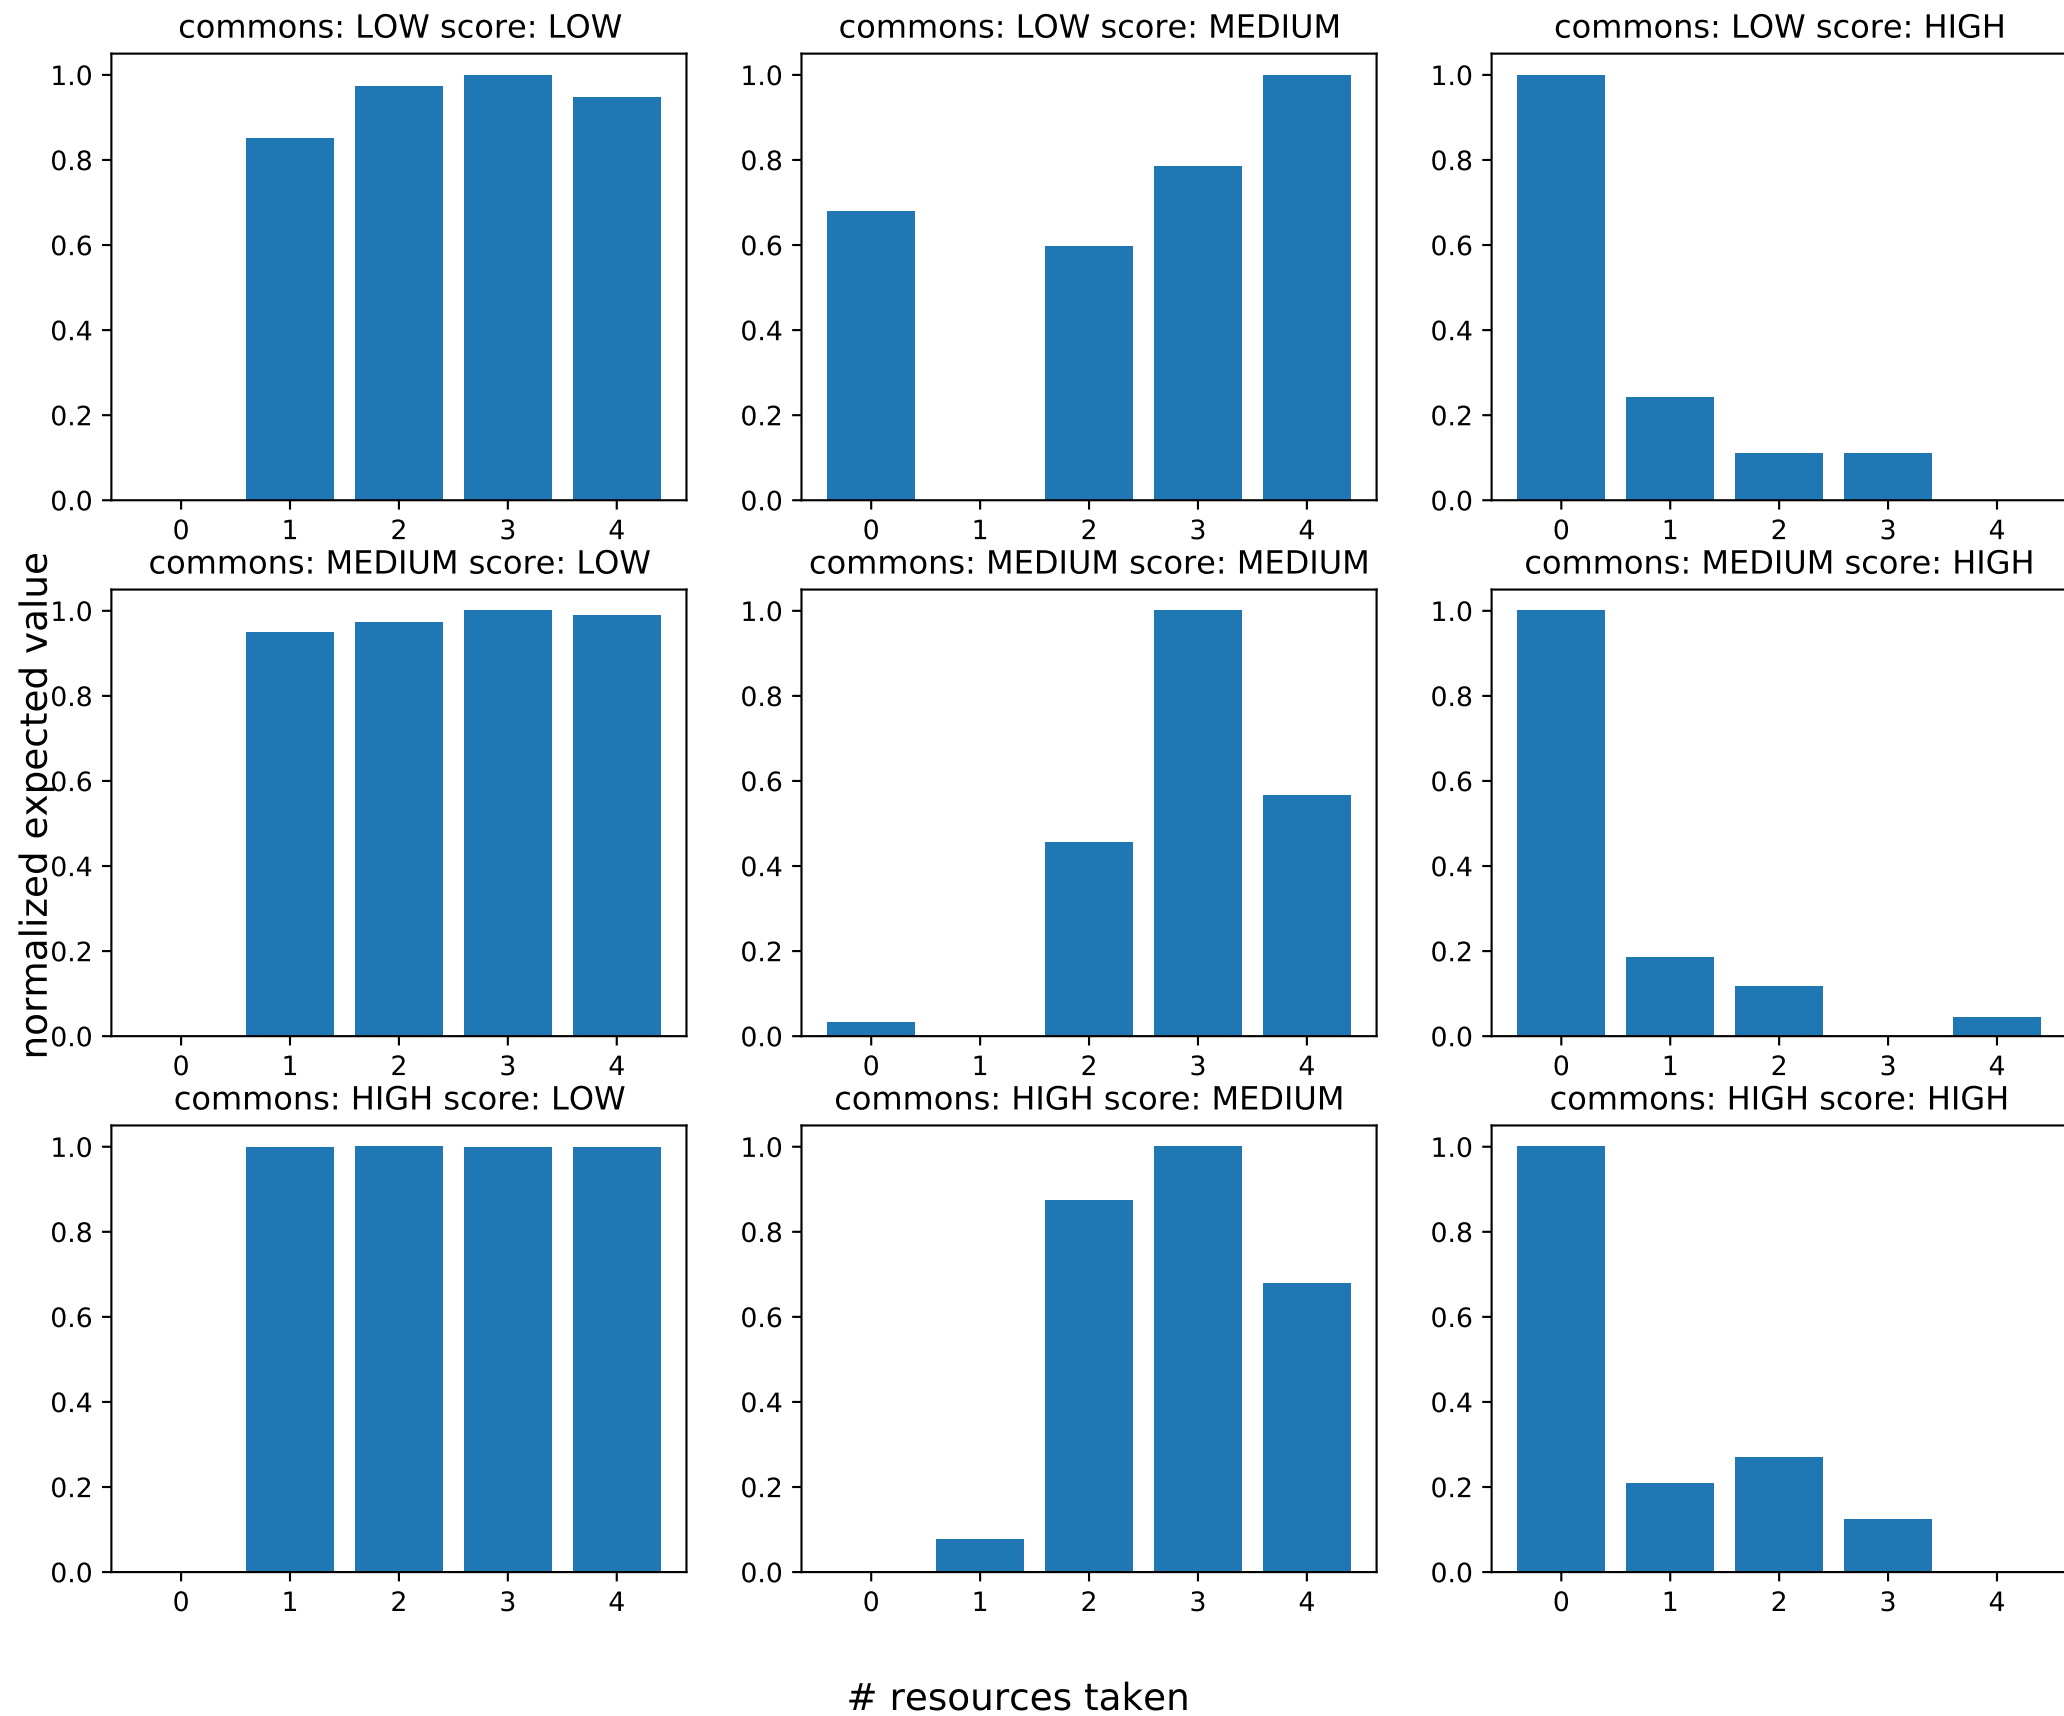 commons: LOW score: LOW
1.0
0.8
0.6
0.4
0.2
0.0
0 1 2 3 4
commons: LOW score: MEDIUM
1.0
0.8
0.6
0.4
0.2
0.0
0 1 2 3 4
commons: LOW score: HIGH
1.0
0.8
0.6
0.4
0.2
0.0
0 1 2 3 4
normalized expected value
commons: MEDIUM score: LOW
1.0
0.8
0.6
0.4
0.2
0.0
0 1 2 3 4
commons: MEDIUM score: MEDIUM
1.0
0.8
0.6
0.4
0.2
0.0
0 1 2 3 4
commons: MEDIUM score: HIGH
1.0
0.8
0.6
0.4
0.2
0.0
0 1 2 3 4
commons: HIGH score: LOW
1.0
0.8
0.6
0.4
0.2
0.0
0 1 2 3 4
commons: HIGH score: MEDIUM
1.0
0.8
0.6
0.4
0.2
0.0
0 1 2 3 4
commons: HIGH score: HIGH
1.0
0.8
0.6
0.4
0.2
0.0
0 1 2 3 4
# resources taken